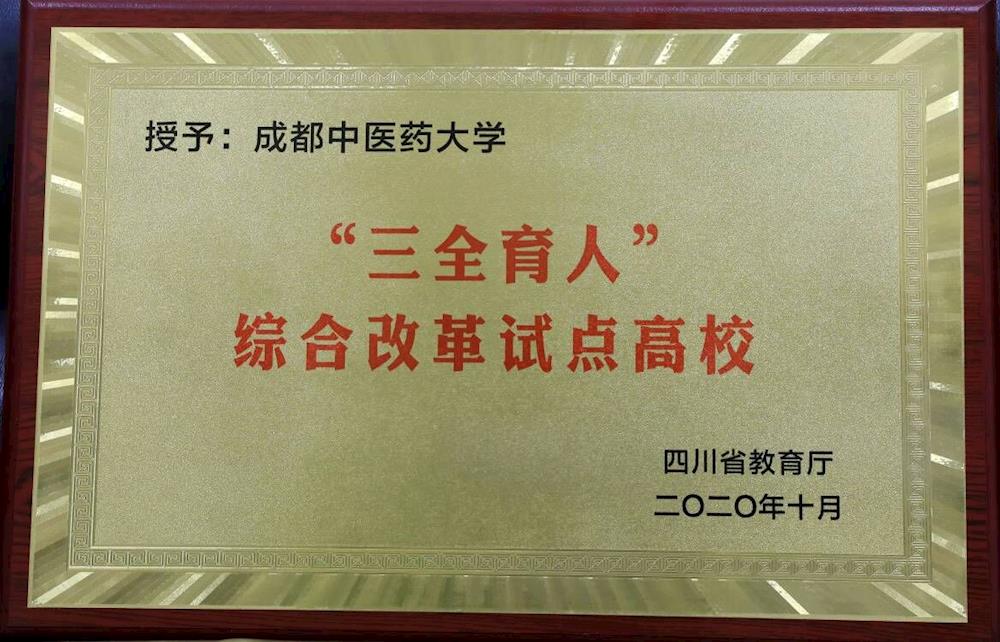 授予：成都中医药大学
“三全育人”
综合改革试点高校
四川省教育厅
二〇二〇年十月